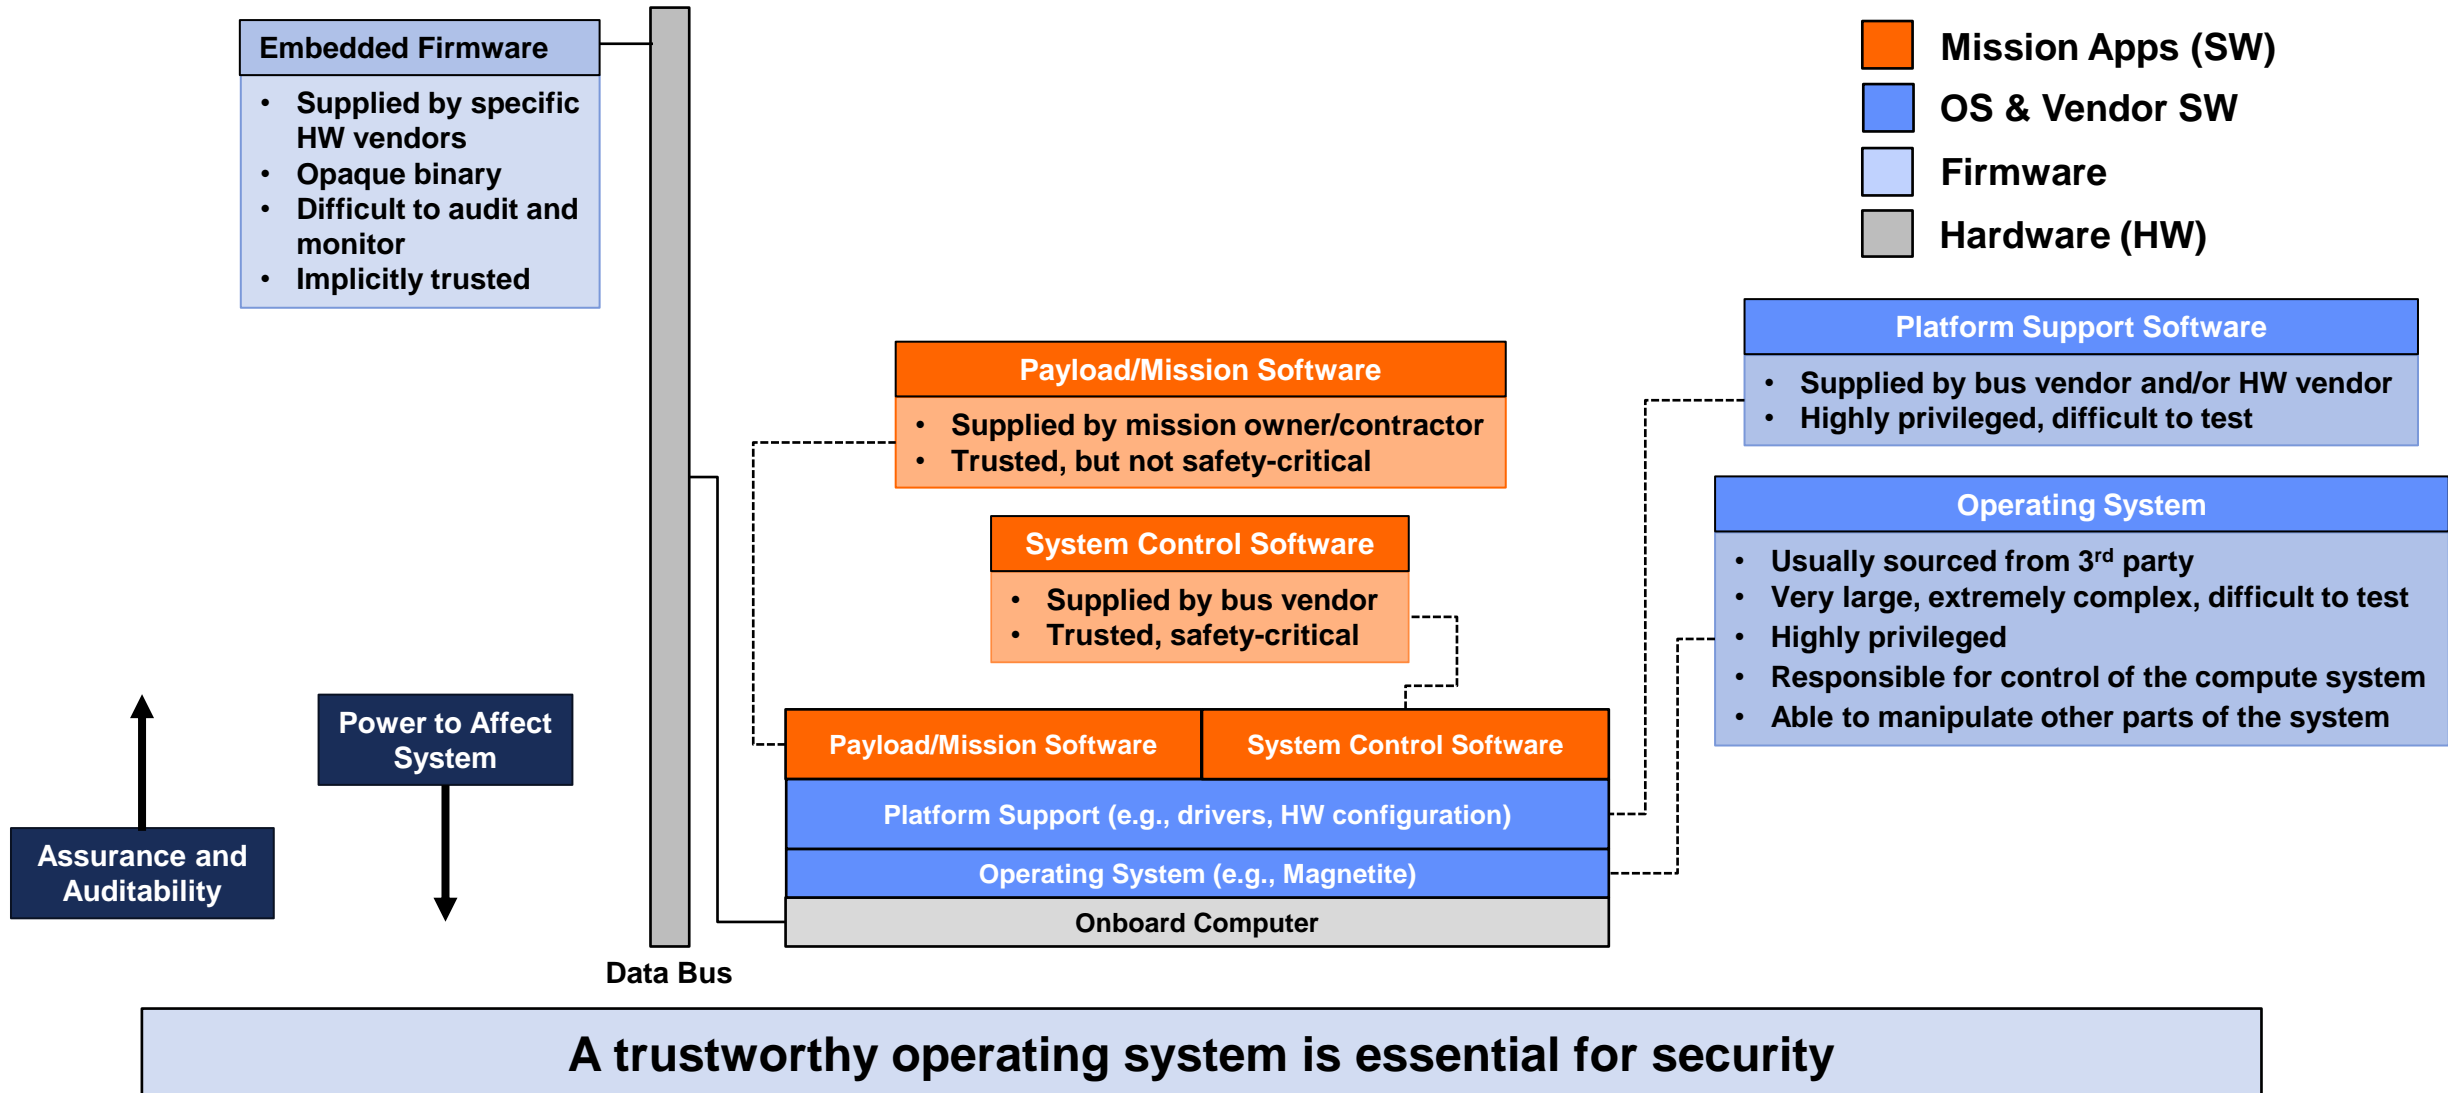 Embedded Firmware
• Supplied by specific
HW vendors
• Opaque binary
• Difficult to audit and
monitor
• Implicitly trusted
Mission Apps (SW)
OS & Vendor SW
Firmware
Hardware (HW)
Payload/Mission Software
• Supplied by mission owner/contractor
• Trusted, but not safety-critical
System Control Software
• Supplied by bus vendor
• Trusted, safety-critical
Platform Support Software
• Supplied by bus vendor and/or HW vendor
• Highly privileged, difficult to test
Operating System
• Usually sourced from 3rd party
• Very large, extremely complex, difficult to test
• Highly privileged
• Responsible for control of the compute system
• Able to manipulate other parts of the system
Assurance and
Auditability
Power to Affect
System
Payload/Mission Software
System Control Software
Platform Support (e.g., drivers, HW configuration)
Operating System (e.g., Magnetite)
Onboard Computer
Data Bus
A trustworthy operating system is essential for security